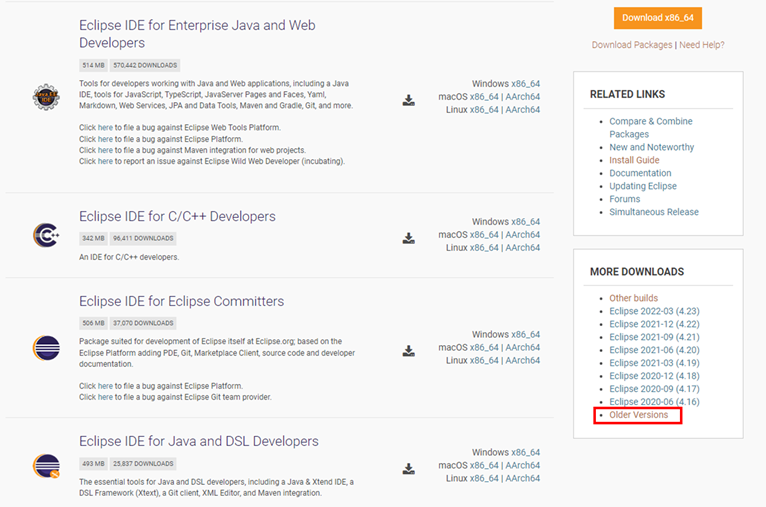 Eclipse IDE for Enterprise Java and Web
Developers
514 MB 570,442 DOWNLOADS
Tools for developers working with Java and Web applications, including a Java
IDE, tools for JavaScript, TypeScript, JavaServer Pages and Faces, Yaml,
Markdown, Web Services, JPA and Data Tools, Maven and Gradle, Git, and more.
Click here to file a bug against Eclipse Web Tools Platform.
Click here to file a bug against Eclipse Platform.
Click here to file a bug against Maven integration for web projects.
Click here to report an issue against Eclipse Wild Web Developer (incubating).
Java EE
IDE
Windows x86_64
macOS x86_64 | AArch64
Linux x86_64 | AArch64
Eclipse IDE for C/C++ Developers
342 MB 96,411 DOWNLOADS
An IDE for C/C++ developers.
C++
Windows x86_64
macOS x86_64 | AArch64
Linux x86_64 | AArch64
Eclipse IDE for Eclipse Committers
506 MB 37,070 DOWNLOADS
Package suited for development of Eclipse itself at Eclipse.org; based on the
Eclipse Platform adding PDE, Git, Marketplace Client, source code and developer
documentation.
Click here to file a bug against Eclipse Platform.
Click here to file a bug against Eclipse Git team provider.
Windows x86_64
macOS x86_64 | AArch64
Linux x86_64 | AArch64
Eclipse IDE for Java and DSL Developers
493 MB 25,837 DOWNLOADS
The essential tools for Java and DSL developers, including a Java & Xtend IDE, a
DSL Framework (Xtext), a Git client, XML Editor, and Maven integration.
Windows x86_64
macOS x86_64 | AArch64
Linux x86_64 | AArch64
Download x86_64
Download Packages | Need Help?
RELATED LINKS
Compare & Combine
Packages
New and Noteworthy
Install Guide
Documentation
Updating Eclipse
Forums
Simultaneous Release
MORE DOWNLOADS
Other builds
Eclipse 2022-03 (4.23)
Eclipse 2021-12 (4.22)
Eclipse 2021-09 (4.21)
Eclipse 2021-06 (4.20)
Eclipse 2021-03 (4.19)
Eclipse 2020-12 (4.18)
Eclipse 2020-09 (4.17)
Eclipse 2020-06 (4.16)
Older Versions